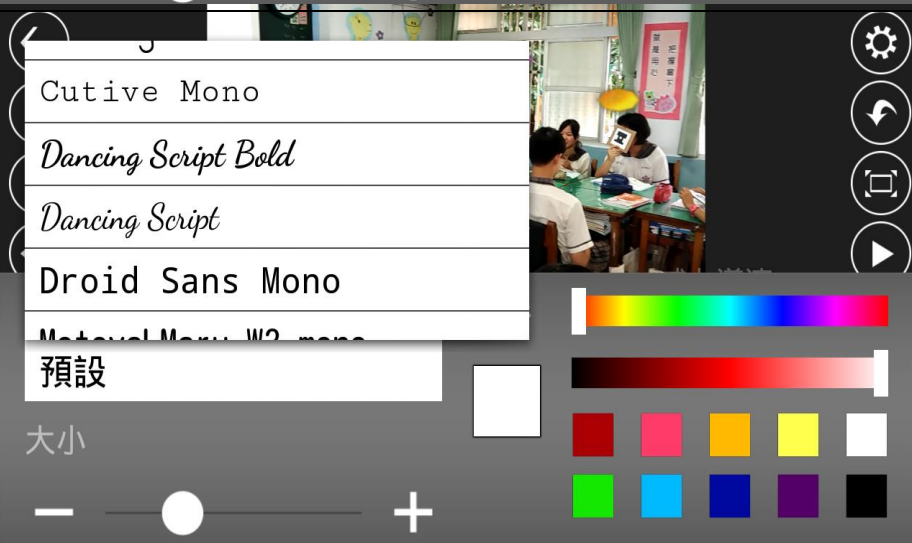 Cutive Mono
Dancing Script Bold
Dancing Script
Droid Sans Mono
預設
大小